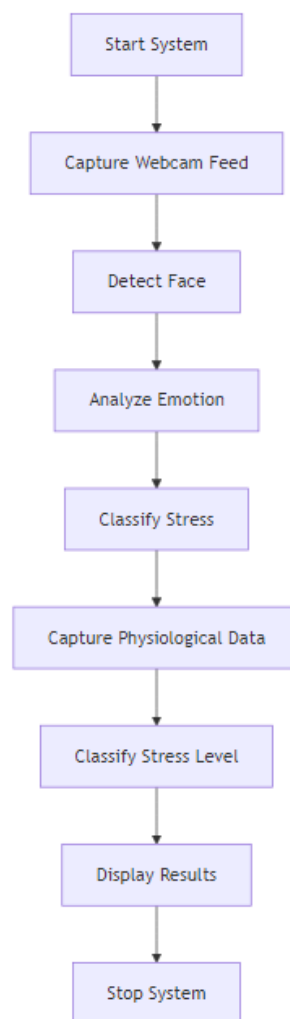 Start System
Capture Webcam Feed
Detect Face
Analyze Emotion
Classify Stress
Capture Physiological Data
Classify Stress Level
Display Results
Stop System